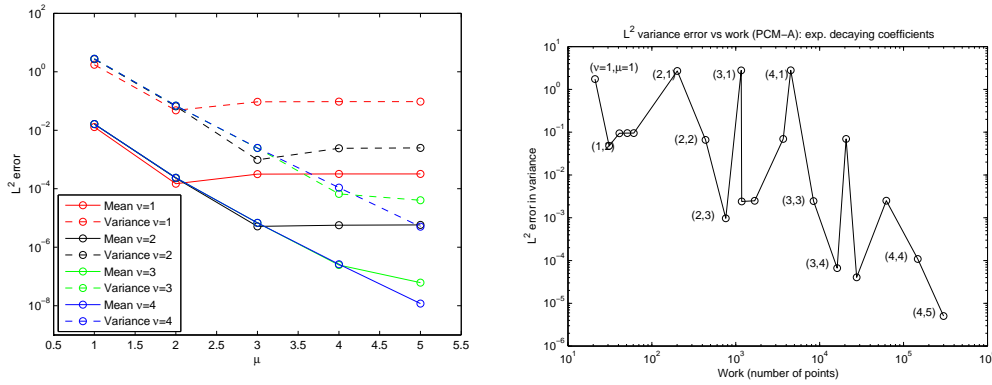 10^2
10^0
10^−2
10^−4
10^−6
10^−8
L^2 error
Mean ν=1
Variance ν=1
Mean ν=2
Variance ν=2
Mean ν=3
Variance ν=3
Mean ν=4
Variance ν=4
0.5 1 1.5 2 2.5 3 3.5 4 4.5 5 5.5
μ
L^2 variance error vs work (PCM−A): exp. decaying coefficients
10^1
10^0
10^−1
10^−2
10^−3
10^−4
10^−5
10^−6
L^2 error in variance
(ν=1,μ=1)
(2,1)
(3,1)
(4,1)
(1,2)
(2,2)
(2,3)
(3,3)
(3,4)
(4,4)
(4,5)
10^1 10^2 10^3 10^4 10^5 10^6
Work (number of points)